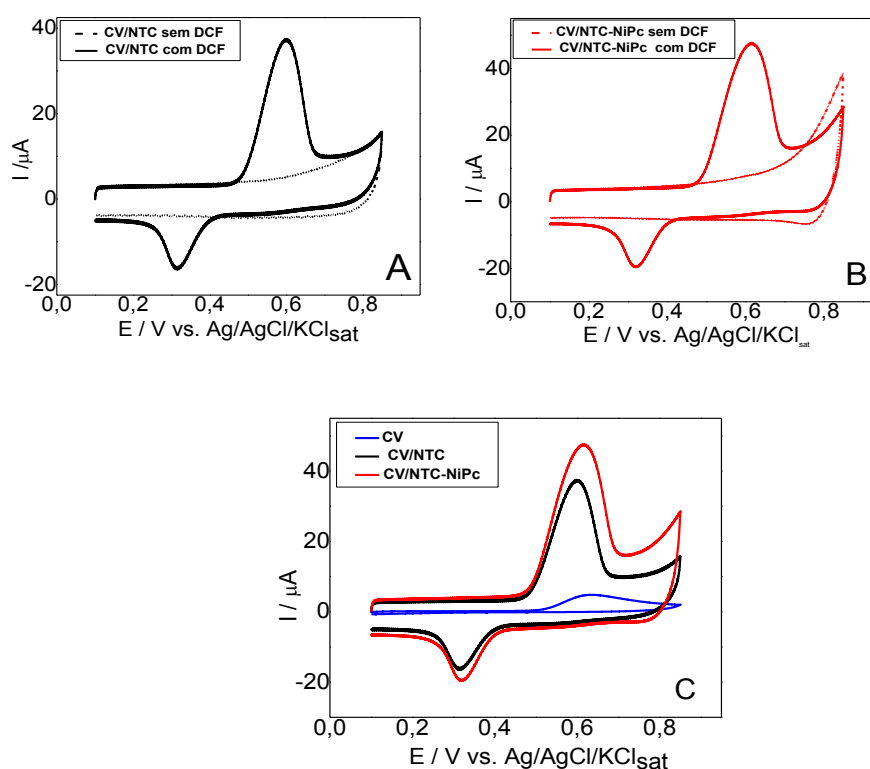 CV/NTC sem DCF
CV/NTC com DCF
40
20
0
-20
I /µA
A
0,0 0,2 0,4 0,6 0,8
E / V vs. Ag/AgCl/KCl sat
CV/NTC-NiPc sem DCF
CV/NTC-NiPc com DCF
40
20
0
-20
I / µA
B
0,0 0,2 0,4 0,6 0,8
E / V vs. Ag/AgCl/KCl sat
CV
CV/NTC
CV/NTC-NiPc
40
20
0
-20
I / µA
C
0,0 0,2 0,4 0,6 0,8
E / V vs. Ag/AgCl/KCl sat